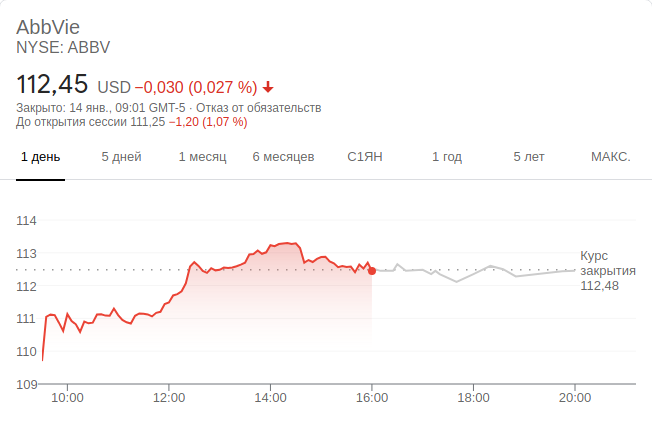 AbbVie
NYSE: ABBV
112,45 USD −0,030 (0,027 %)
Закрыто: 14 янв., 09:01 GMT-5 · Отказ от обязательств
До открытия сессии 111,25 −1,20 (1,07 %)
1 день 5 дней 1 месяц 6 месяцев С1ЯН 1 год 5 лет МАКС.
114
113
112
111
110
109
Курс
закрытия
112,48
10:00 12:00 14:00 16:00 18:00 20:00